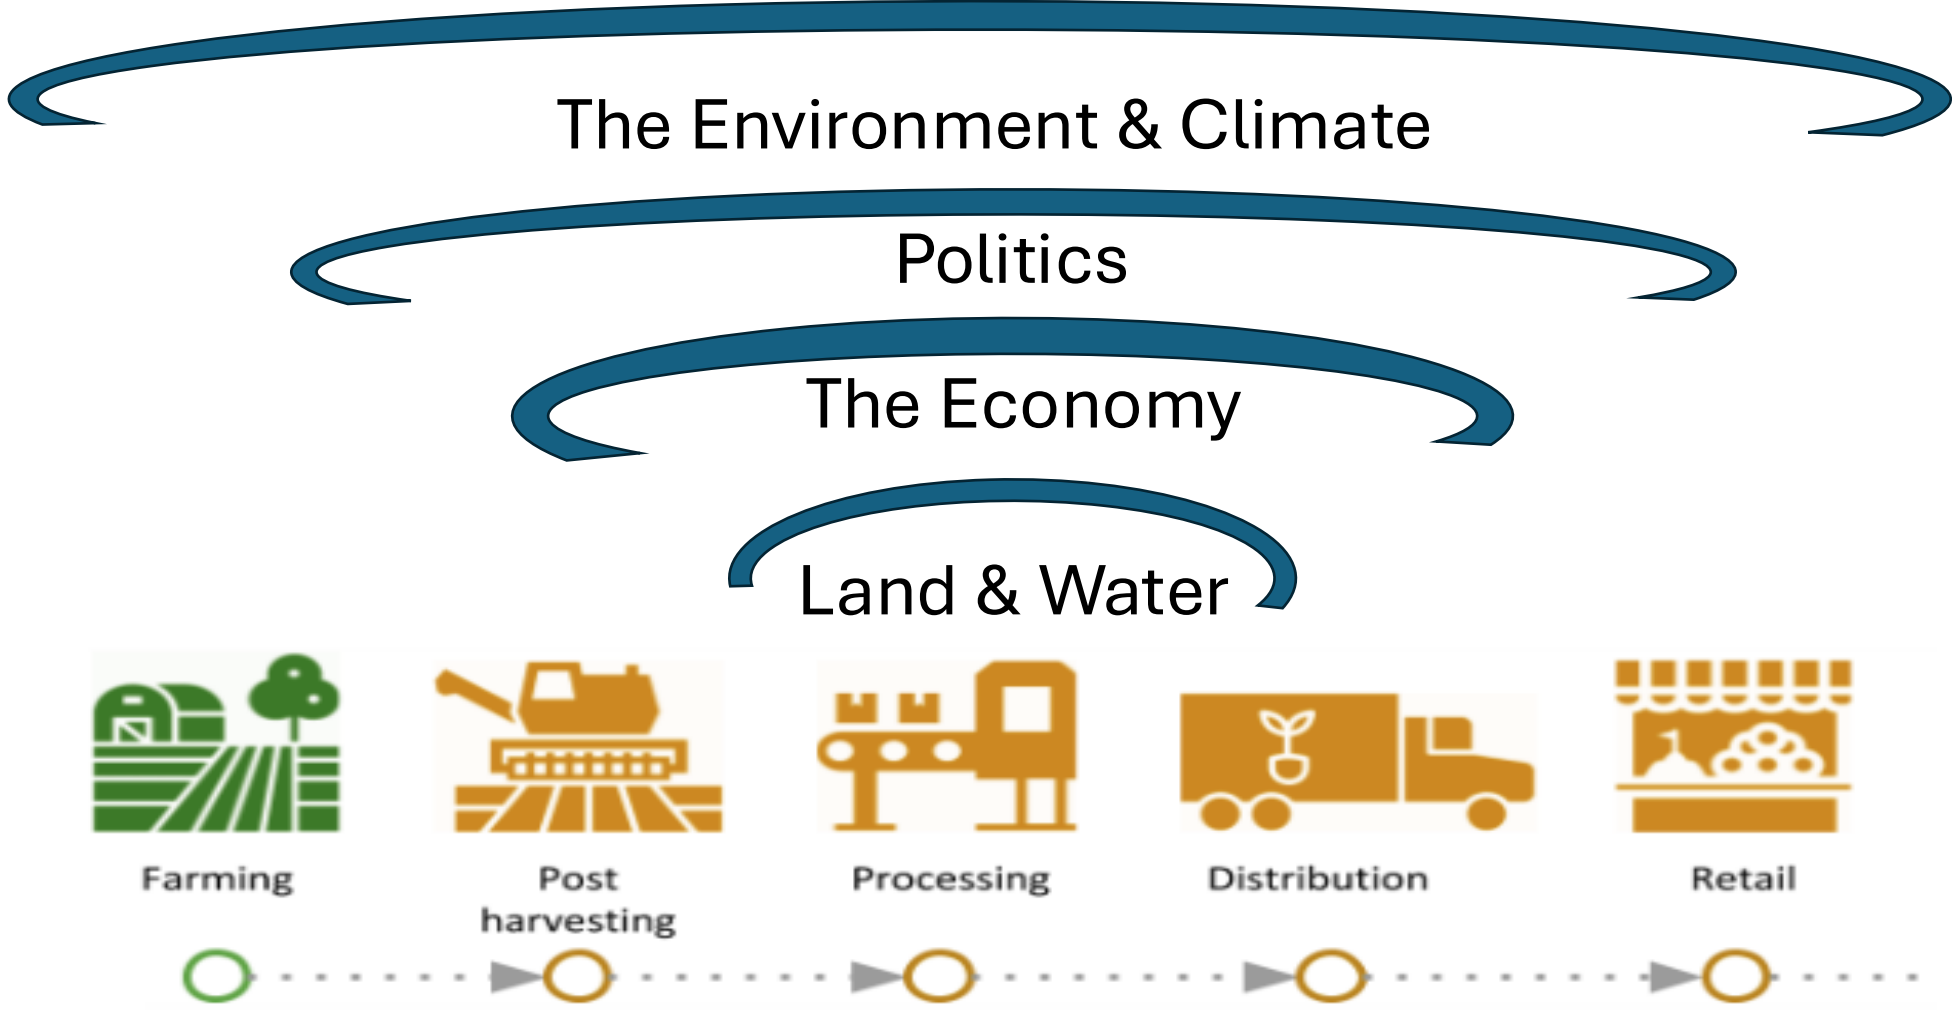 The Environment & Climate
Politics
The Economy
Land & Water
Farming
Post
harvesting
Processing
Distribution
Retail